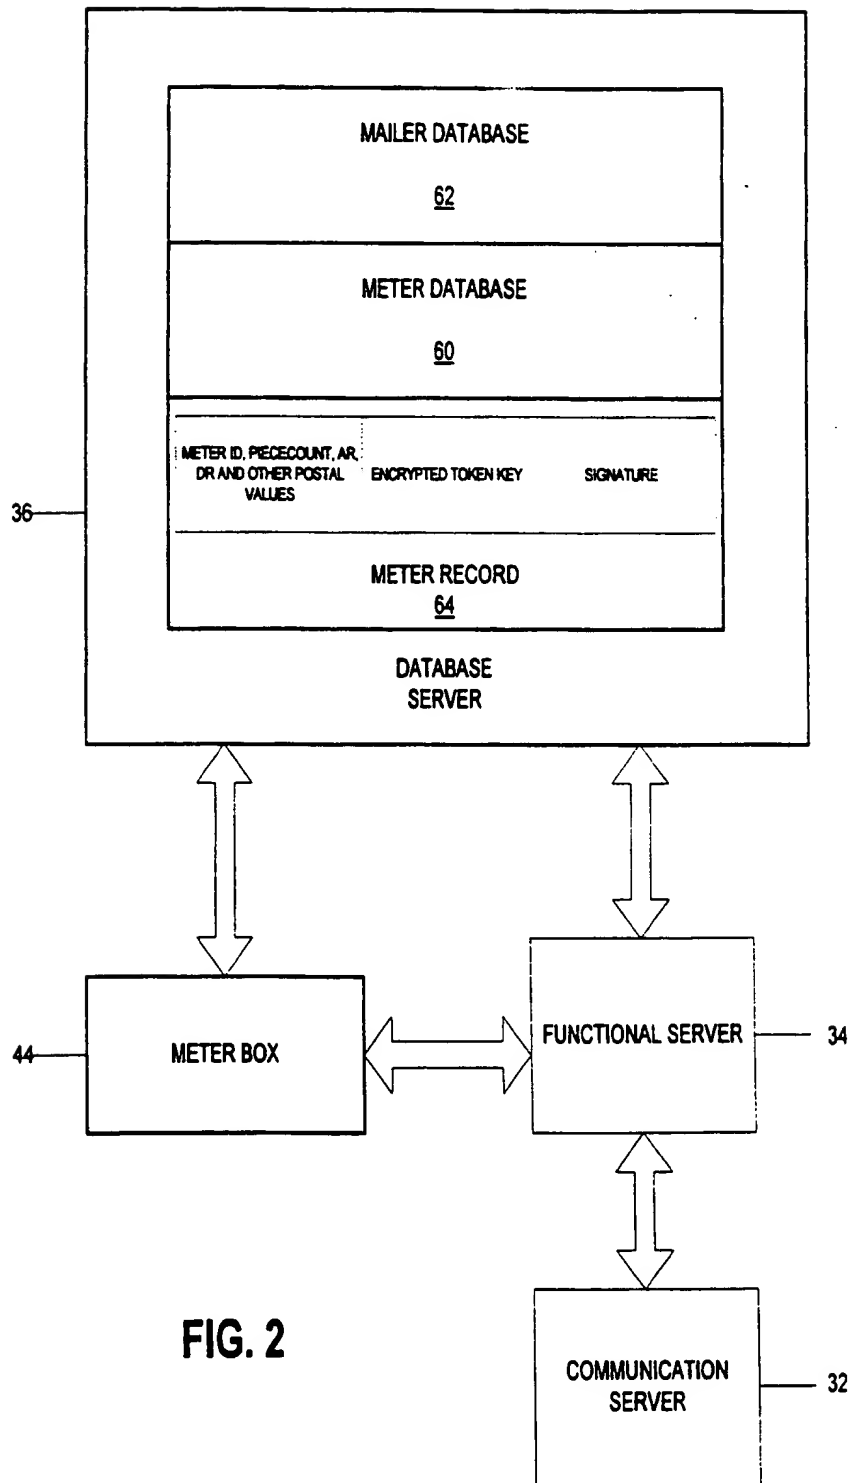 MAILER DATABASE
62
METER DATABASE
60
METER ID, PIECECOUNT, AR,
DR AND OTHER POSTAL
VALUES
ENCRYPTED TOKEN KEY
SIGNATURE
36
METER RECORD
64
DATABASE
SERVER
44
METER BOX
FUNCTIONAL SERVER
34
FIG. 2
COMMUNICATION
SERVER
32